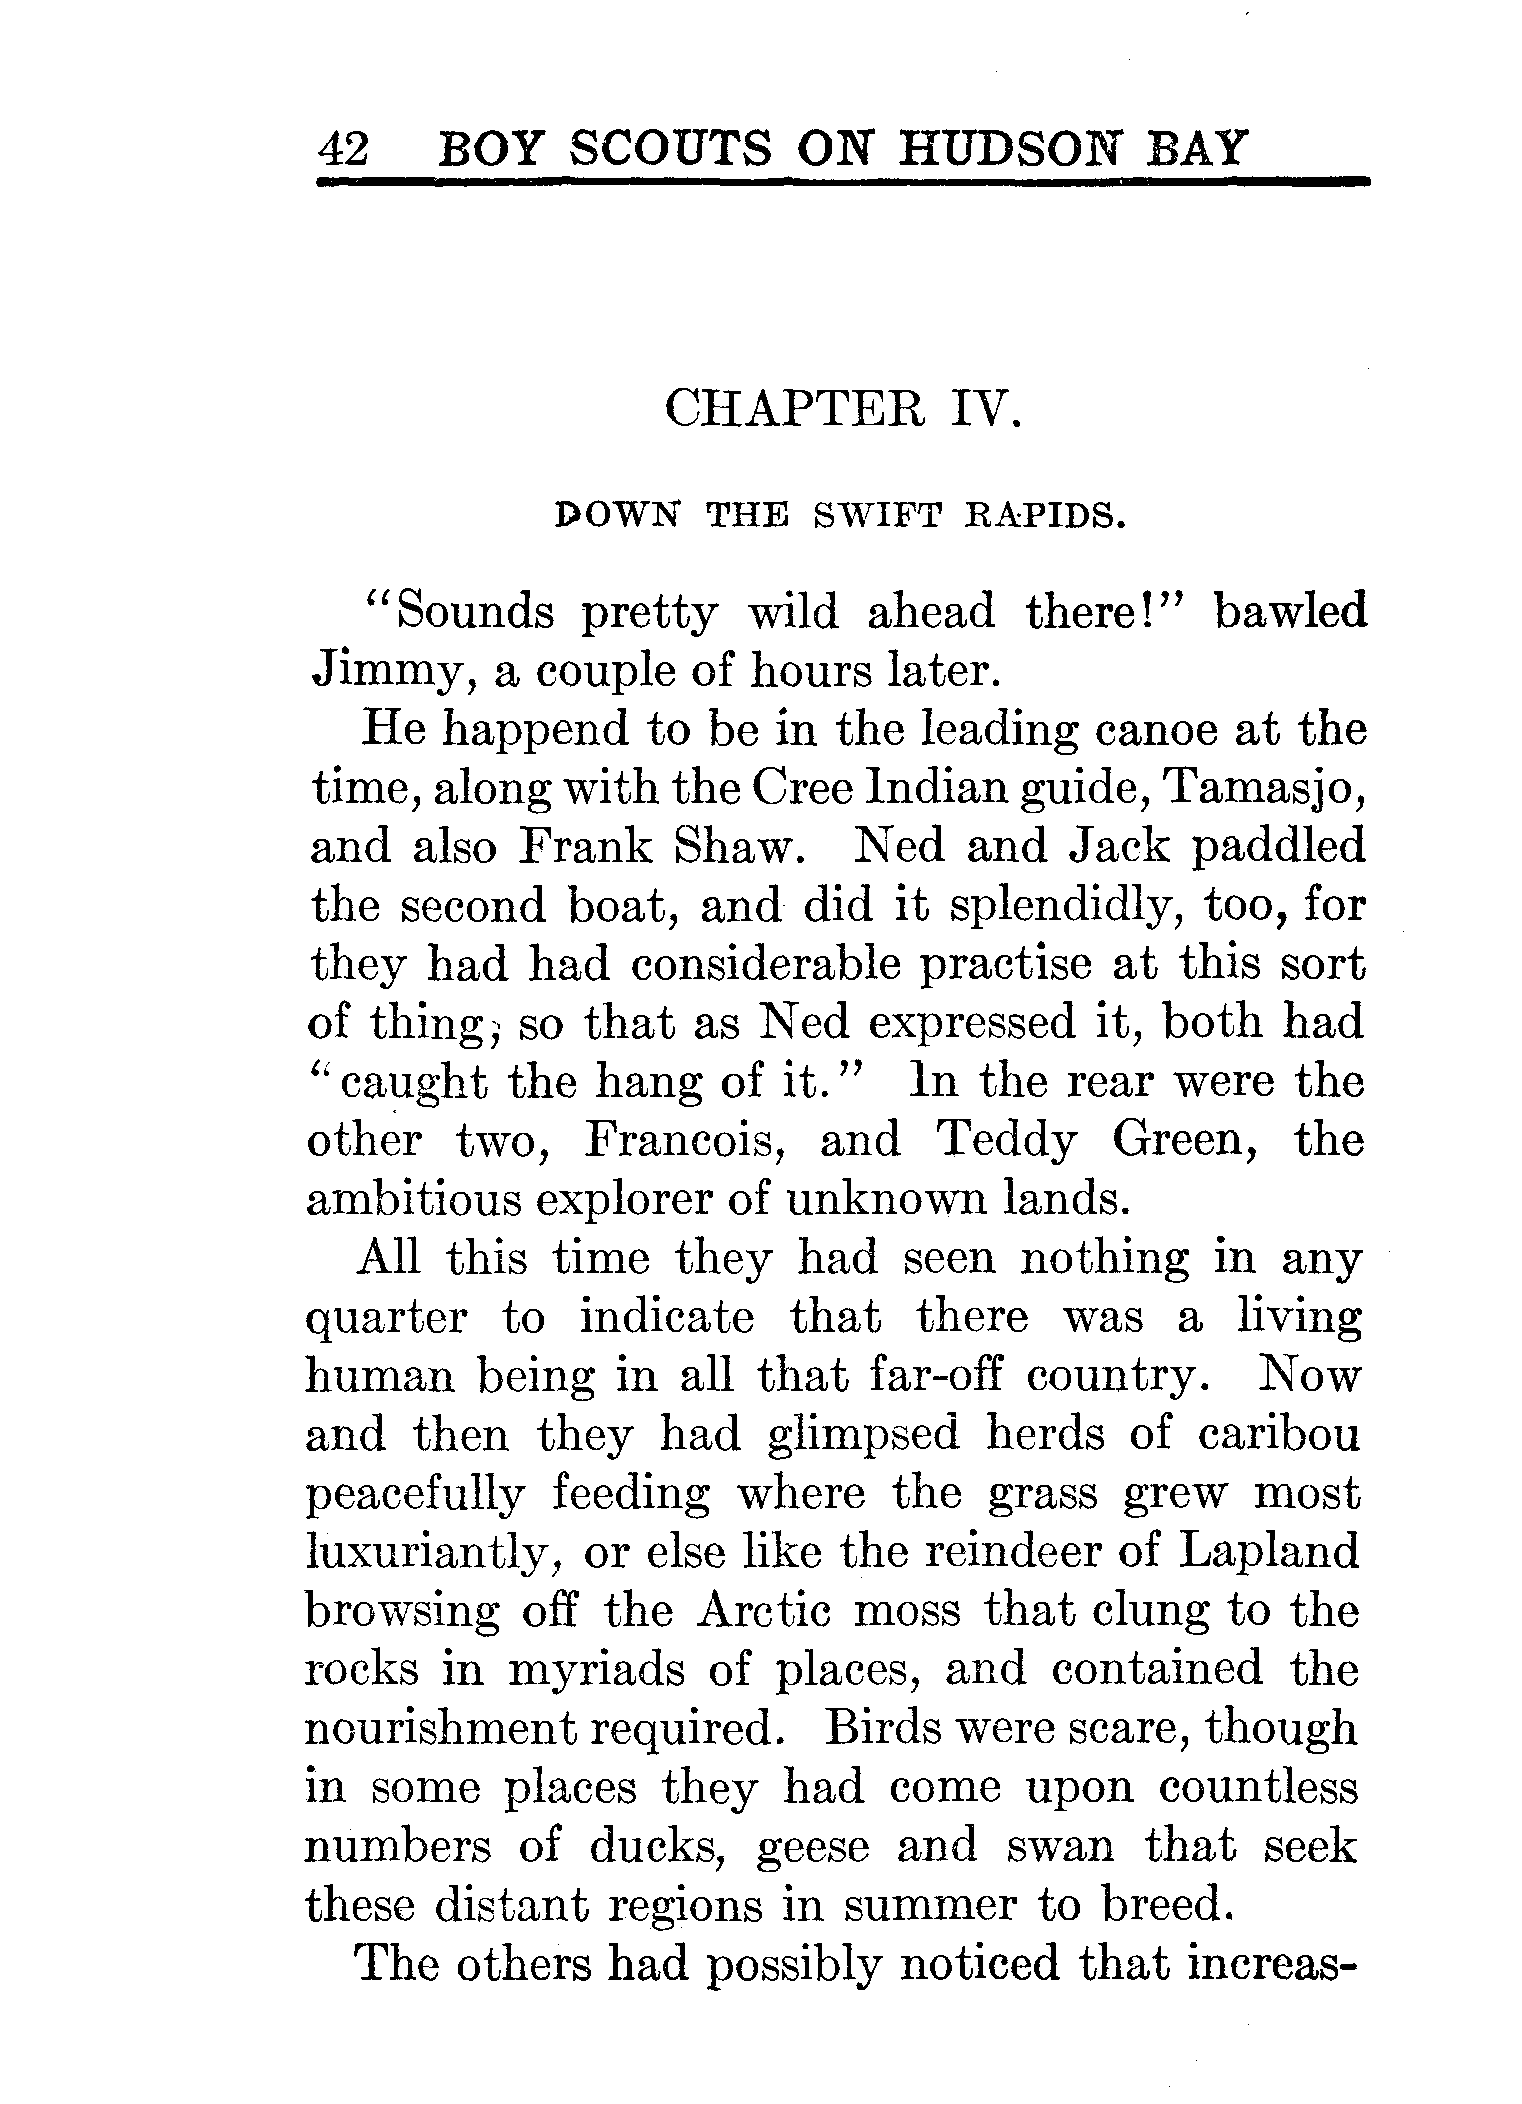 42 BOY SCOUTS ON HUDSON BAY
CHAPTER IV.
DOWN THE SWIFT RAPIDS.
"Sounds pretty wild ahead there!" bawled
Jimmy, a couple of hours later.
He happend to be in the leading canoe at the
time, along with the Cree Indian guide, Tamasjo,
and also Frank Shaw. Ned and Jack paddled
the second boat, and did it splendidly, too, for
they had had considerable practise at this sort
of thing, so that as Ned expressed it, both had
"caught the hang of it." In the rear were the
other two, Francois, and Teddy Green, the
ambitious explorer of unknown lands.
All this time they had seen nothing in any
quarter to indicate that there was a living
human being in all that far-off country. Now
and then they had glimpsed herds of caribou
peacefully feeding where the grass grew most
luxuriantly, or else like the reindeer of Lapland
browsing off the Arctic moss that clung to the
rocks in myriads of places, and contained the
nourishment required. Birds were scare, though
in some places they had come upon countless
numbers of ducks, geese and swan that seek
these distant regions in summer to breed.
The others had possibly noticed that increas-